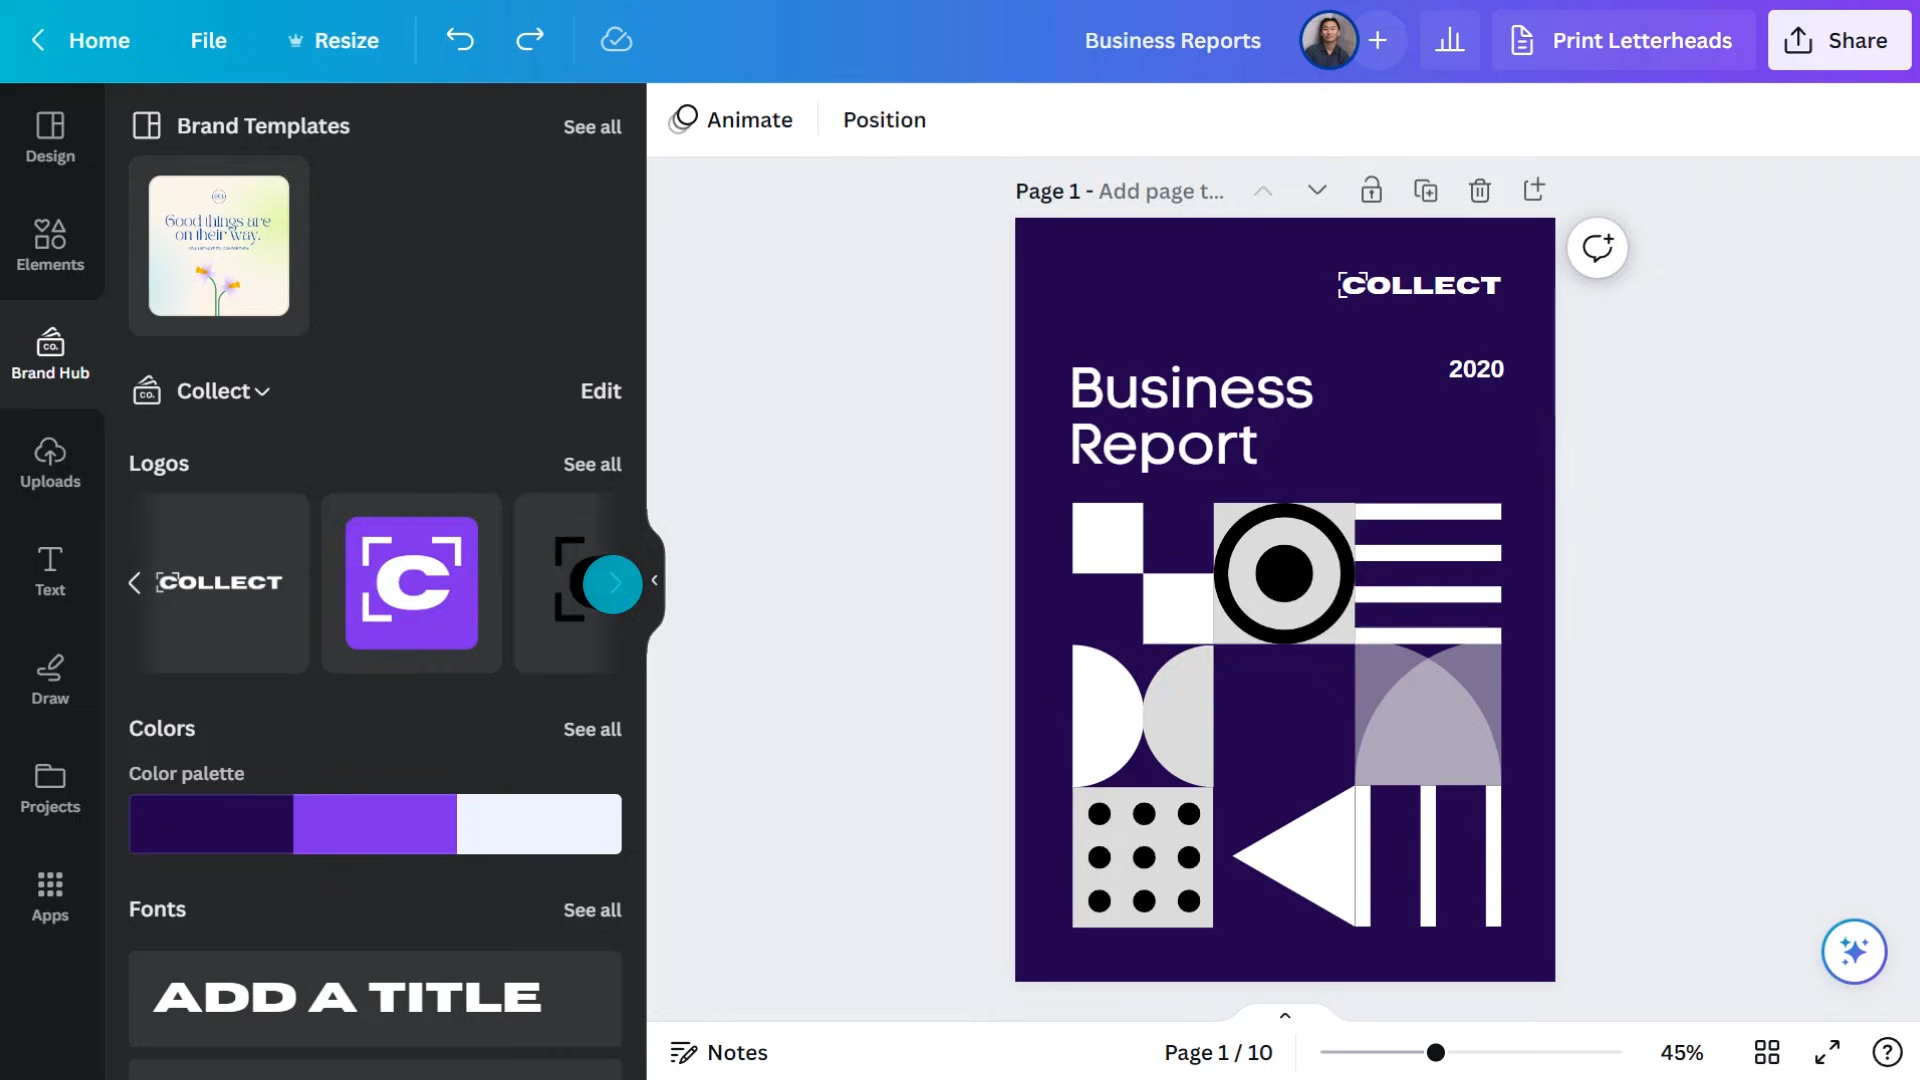 Home
File
Resize
Business Reports
Print Letterheads
Share
Design
Elements
Brand Hub
Uploads
Text
Draw
Projects
Apps
Brand Templates
See all
Good things are
on their way.
CO.
Collect
Edit
Logos
See all
COLLECT
C
Colors
See all
Color palette
Fonts
See all
ADD A TITLE
Animate
Position
Page 1 - Add page t...
COLLECT
2020
Business
Report
Notes
Page 1 / 10
45%